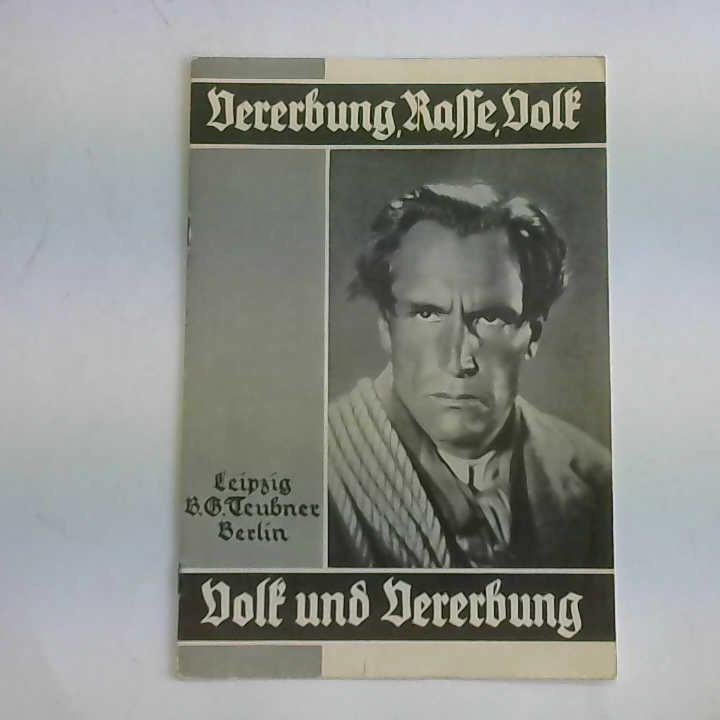 Vererbung, Rasse, Volk
Leipzig
B.G. Teubner
Berlin
Volk und Vererbung